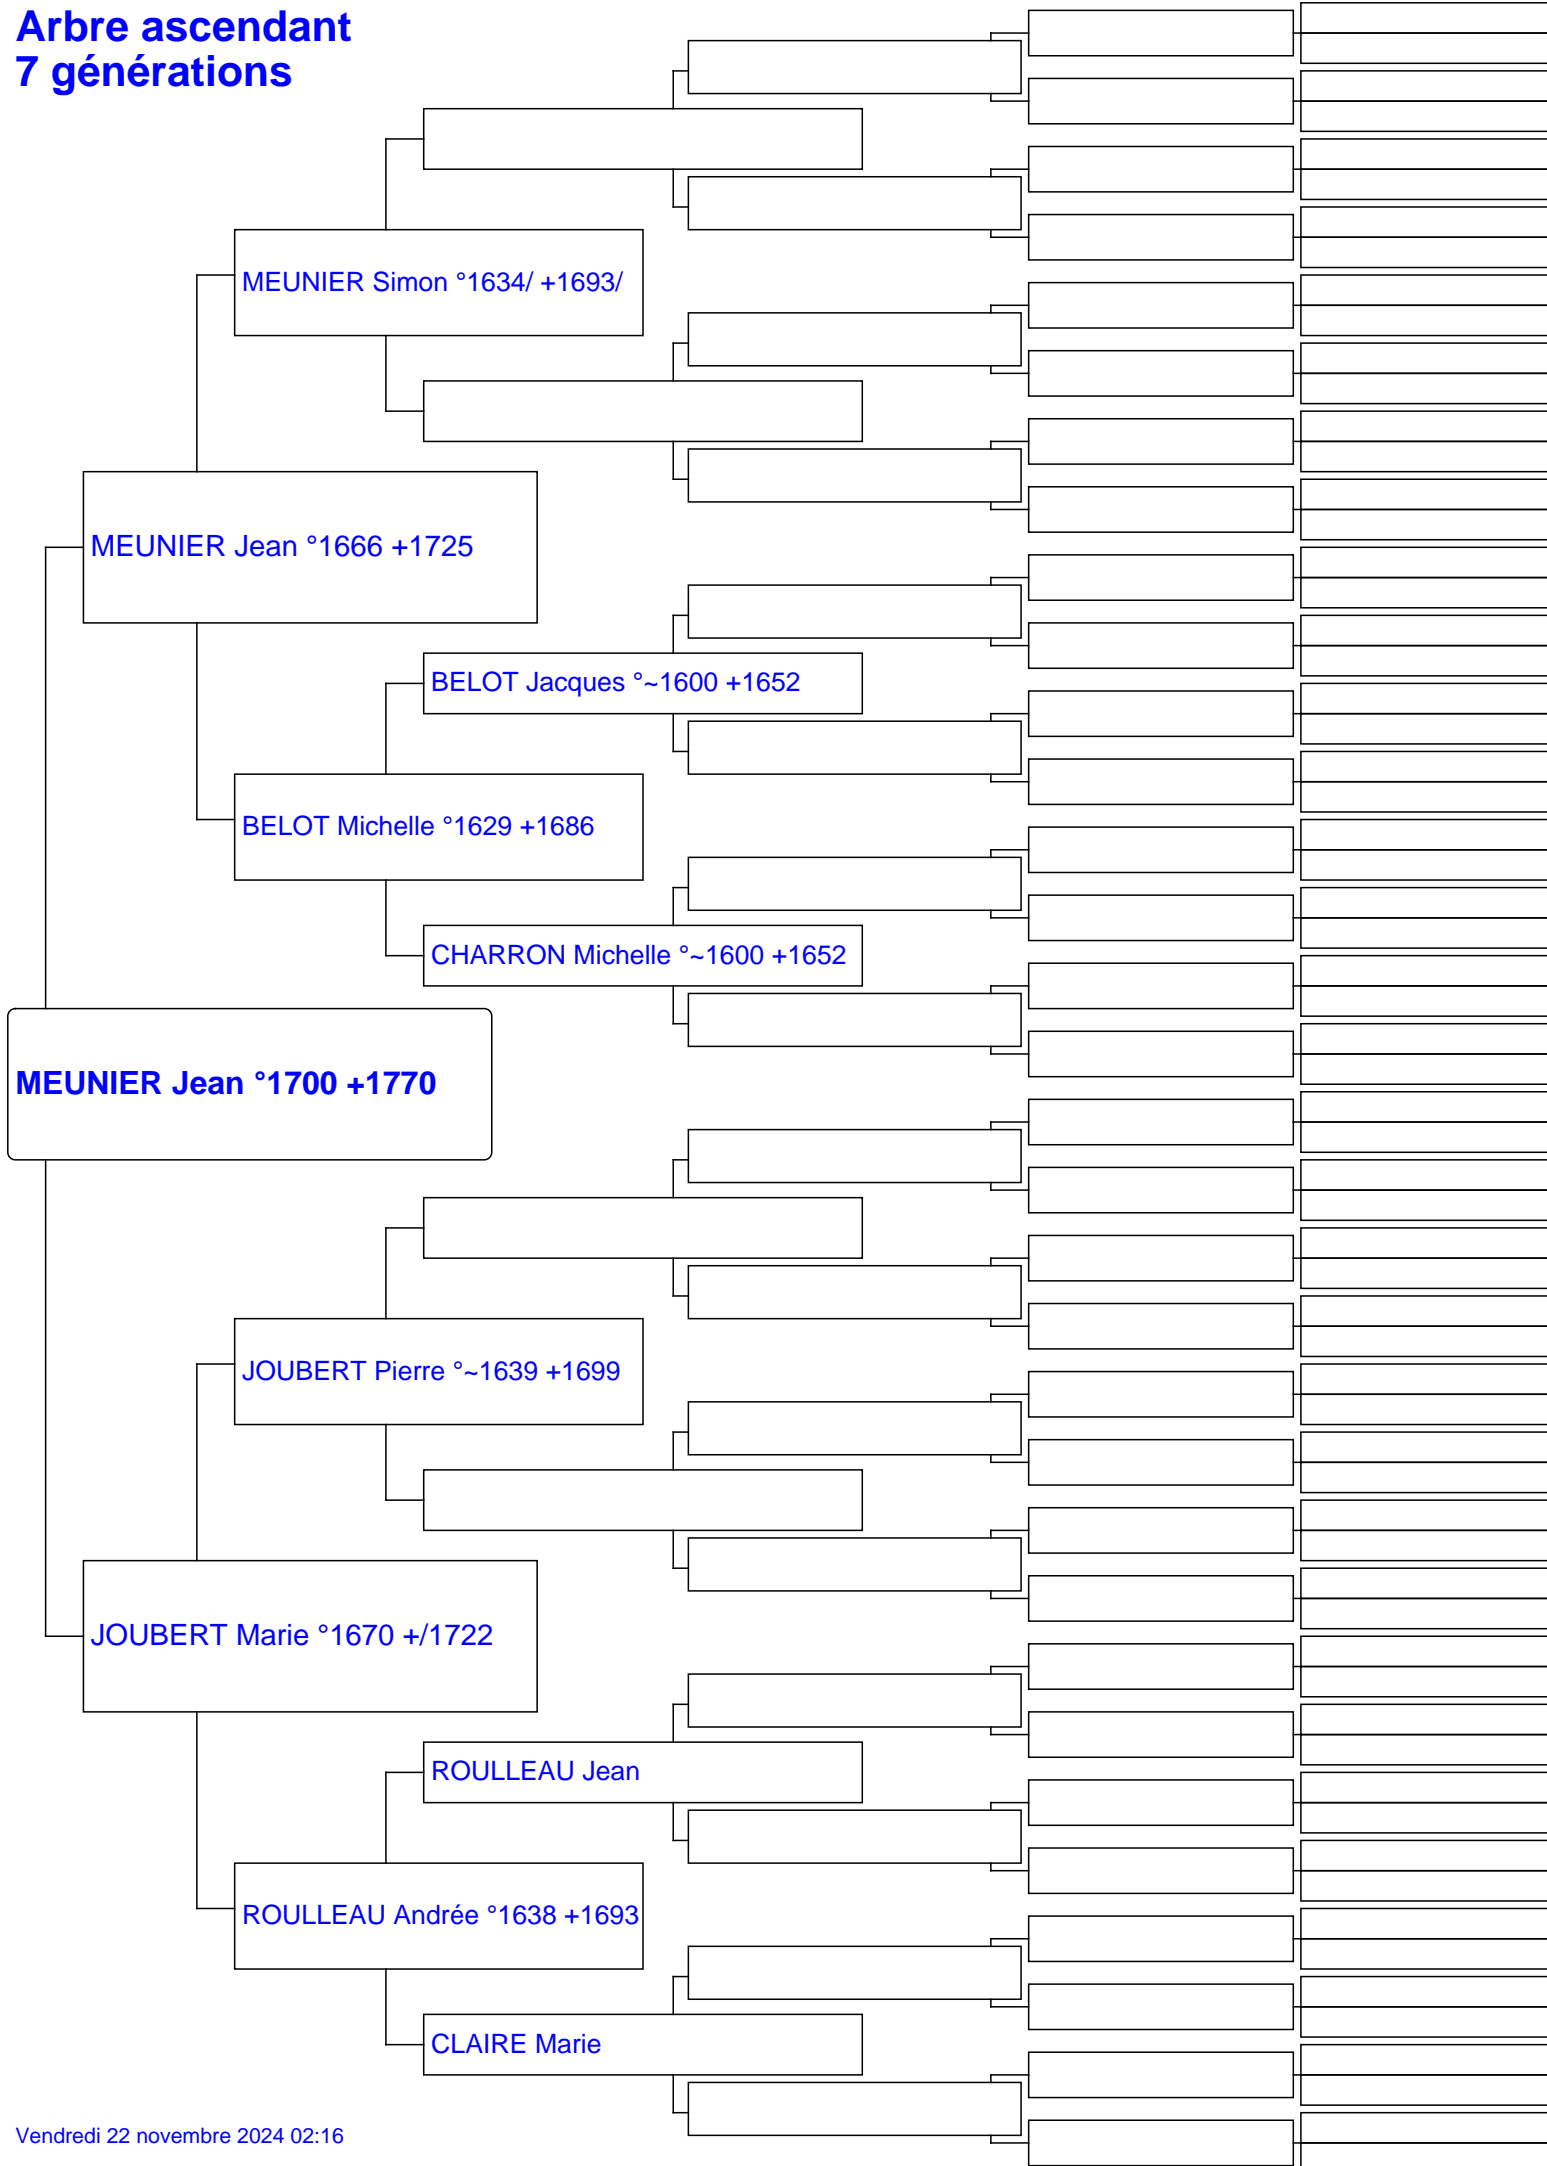 Arbre ascendant
7 générations
MEUNIER Simon °1634/ +1693/
MEUNIER Jean °1666 +1725
BELOT Jacques °~1600 +1652
BELOT Michelle °1629 +1686
CHARRON Michelle °~1600 +1652
MEUNIER Jean °1700 +1770
JOUBERT Pierre °~1639 +1699
JOUBERT Marie °1670 +/1722
ROULLEAU Jean
ROULLEAU Andrée °1638 +1693
CLAIRE Marie
Vendredi 22 novembre 2024 02:16